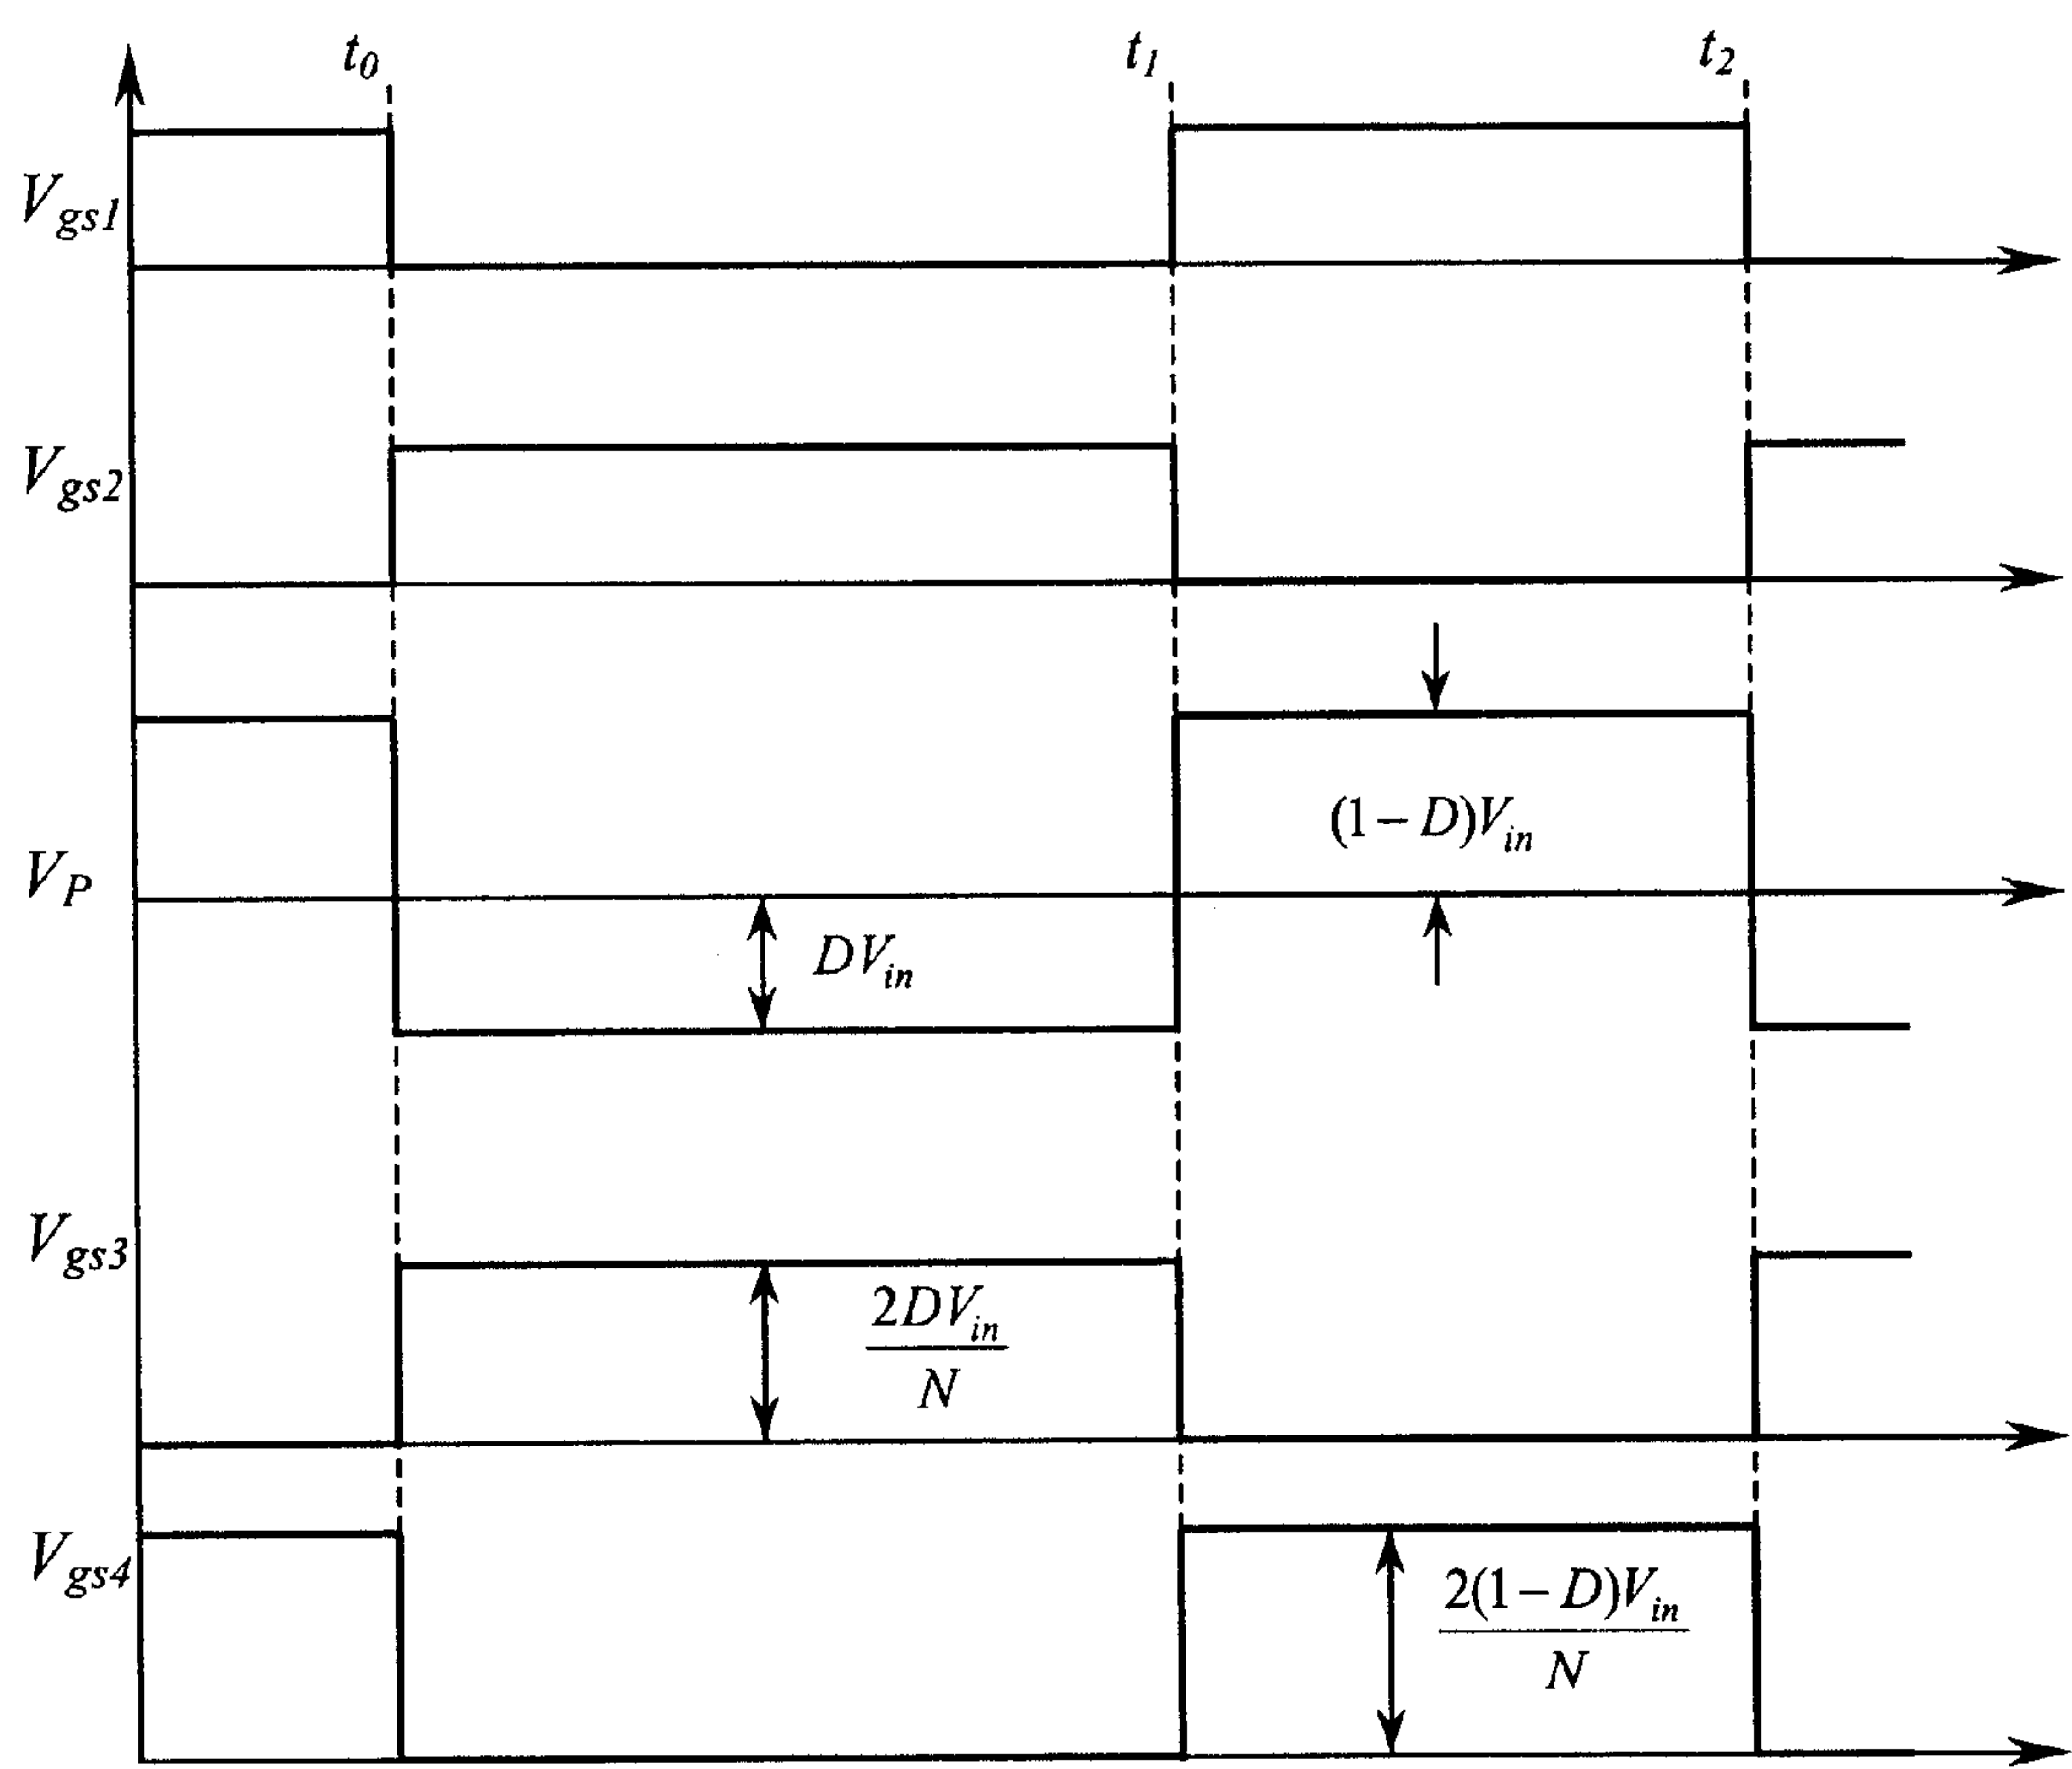 t0 t1 t2
Vgs1
Vgs2
(1−D)Vin
VP
DVin
Vgs3
2DVin
N
Vgs4
2(1−D)Vin
N